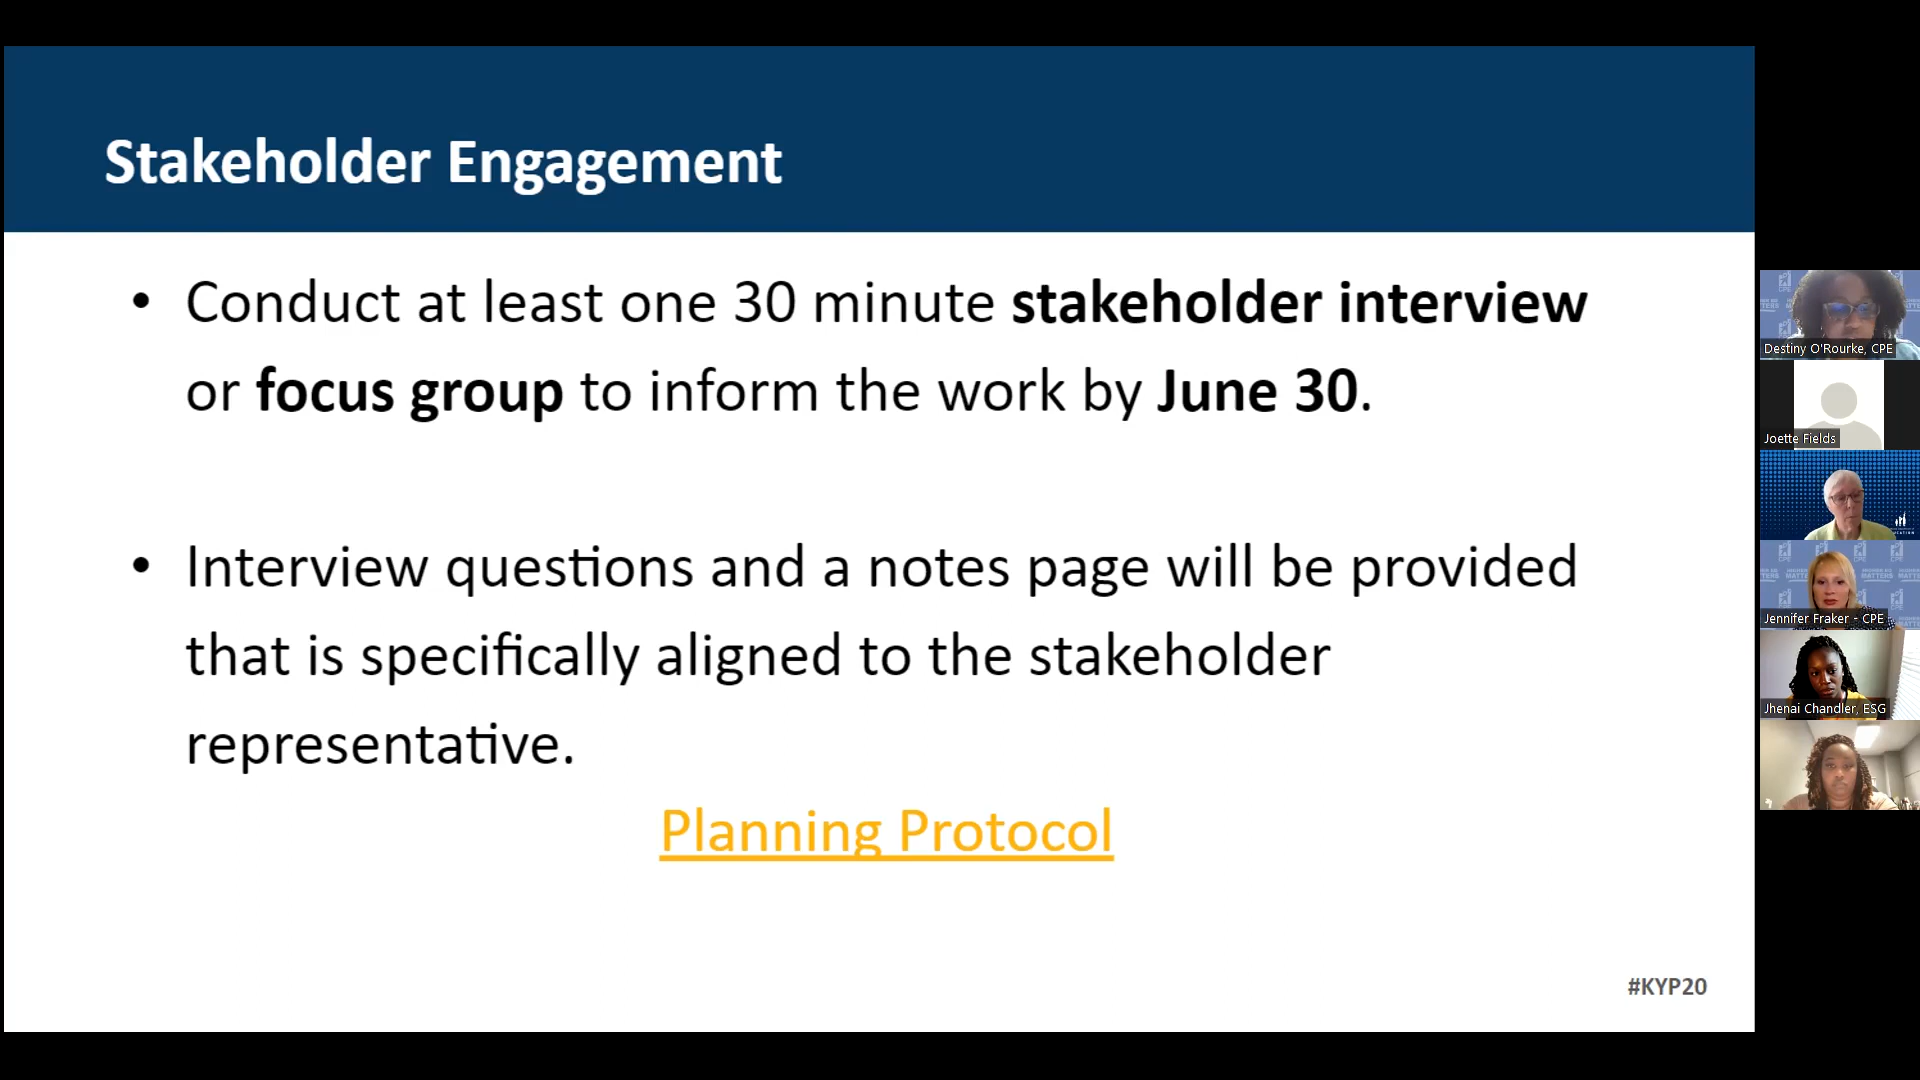 Stakeholder Engagement
• Conduct at least one 30 minute stakeholder interview
or focus group to inform the work by June 30.
• Interview questions and a notes page will be provided
that is specifically aligned to the stakeholder
representative.
Planning Protocol
#KYP20
Destiny O'Rourke, CPE
Joette Fields
Jennifer Fraker - CPE
Jhenai Chandler, ESG